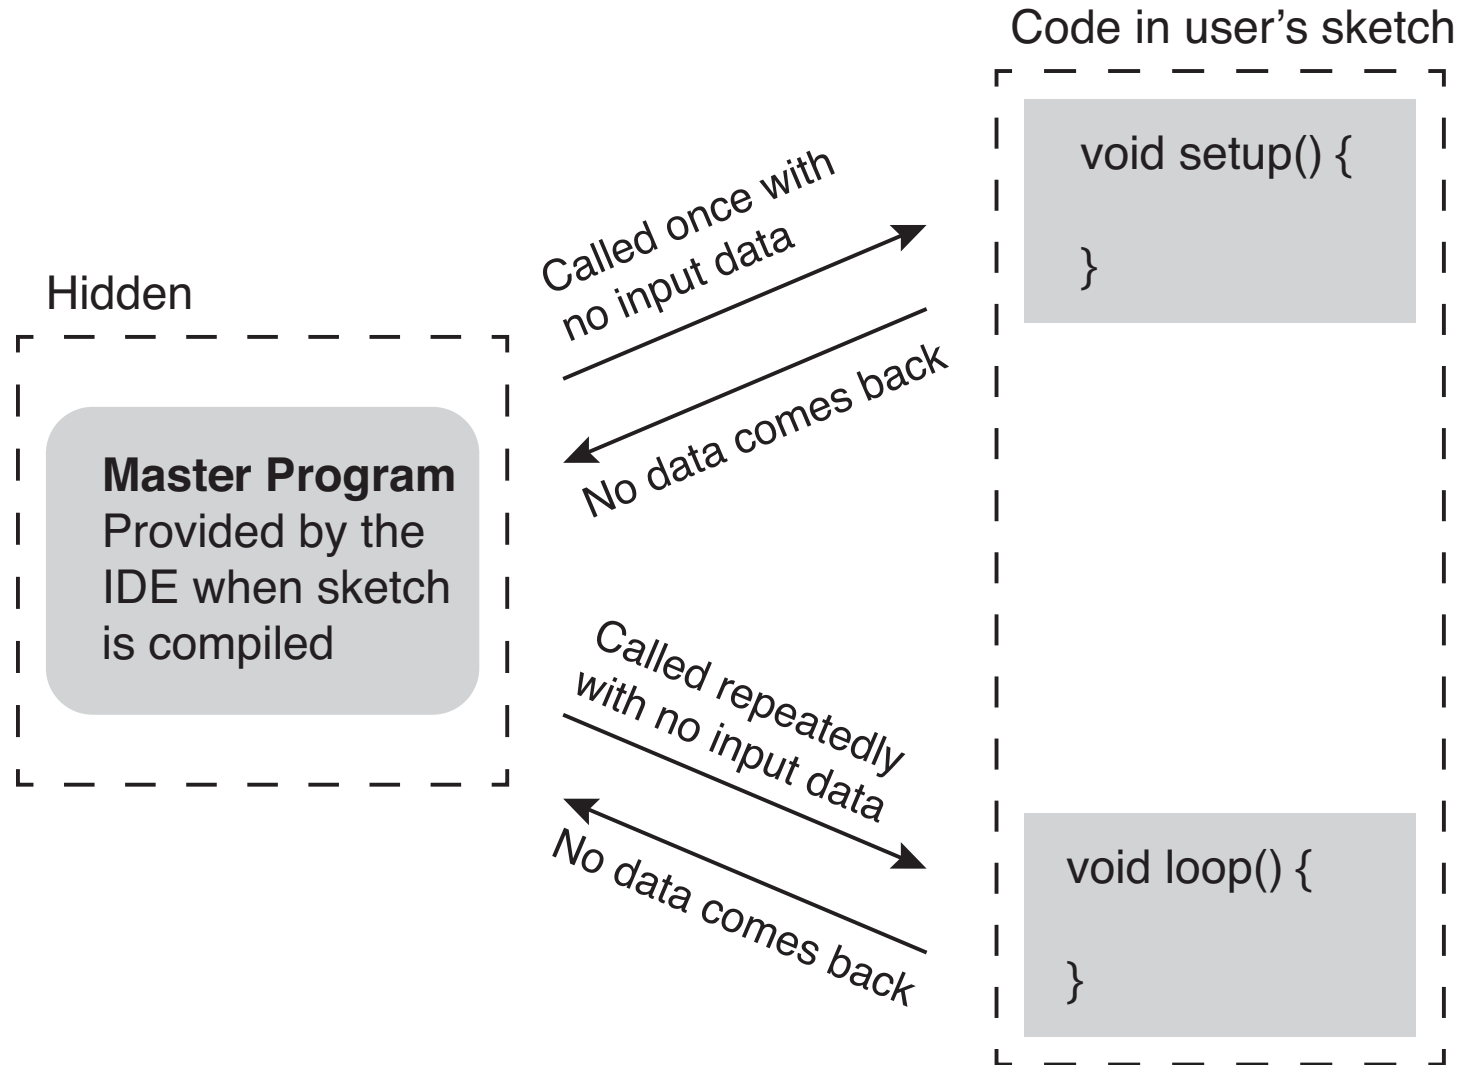 Code in user’s sketch
void setup() {
}
Called once with
no input data
No data comes back
Hidden
Master Program
Provided by the
IDE when sketch
is compiled
Called repeatedly
with no input data
No data comes back
void loop() {
}